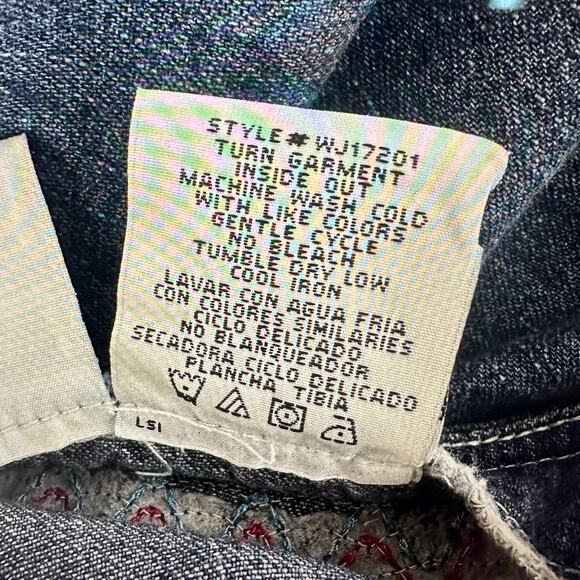 STYLE# WJ17201
TURN GARMENT
INSIDE OUT
MACHINE WASH COLD
WITH LIKE COLORS
GENTLE CYCLE
NO BLEACH
TUMBLE DRY LOW
COOL IRON
LAVAR CON AGUA FRIA
CON COLORES SIMILARIES
CICLO DELICADO
NO BLANQUEADOR
SECADORA CICLO DELICADO
PLANCHA TIBIA
LSI